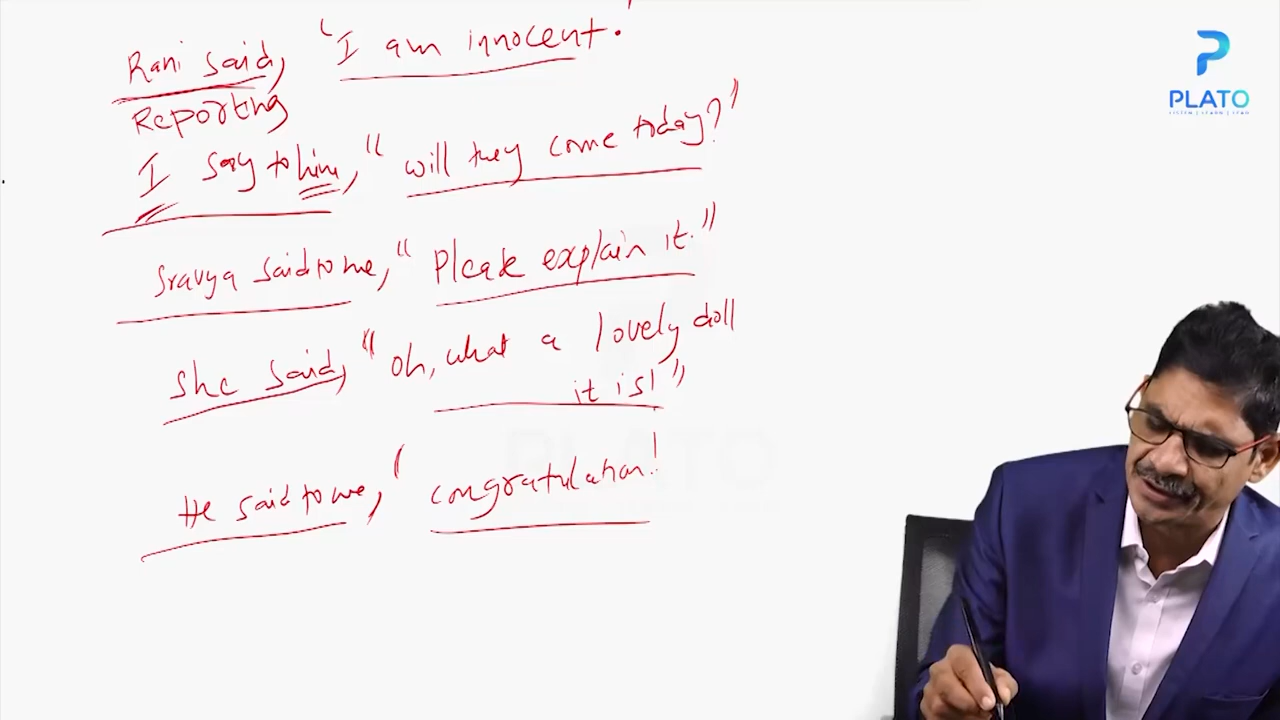 Rani said, "I am innocent."
Reporting
I say to him, "will they come today?"
Sravya said to me, "Please explain it."
She said, "Oh, what a lovely doll
it is!"
He said to me, "congratulation!
PLATO
PLATO